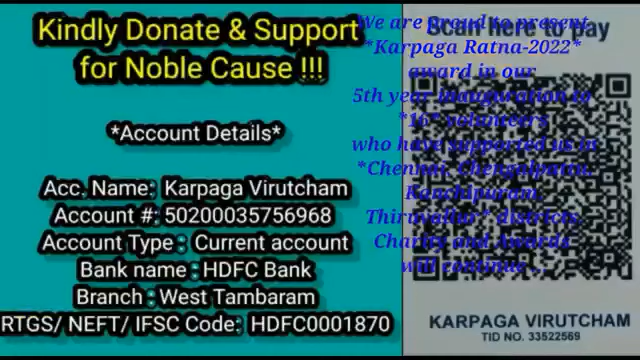 Kindly Donate & Support
for Noble Cause !!!
*Account Details*
Acc. Name: Karpaga Virutcham
Account #: 50200035756968
Account Type : Current account
Bank name : HDFC Bank
Branch : West Tambaram
RTGS/ NEFT/ IFSC Code: HDFC0001870
Scan here to pay
We are proud to present
*Karpaga Ratna-2022*
award in our
5th year inauguration to
*16* volunteers
who have supported us in
*Chennai, Chengalpattu,
Kanchipuram,
Thiruvallur* districts.
Charity and Awards
will continue ...
KARPAGA VIRUTCHAM
TID NO. 33522569